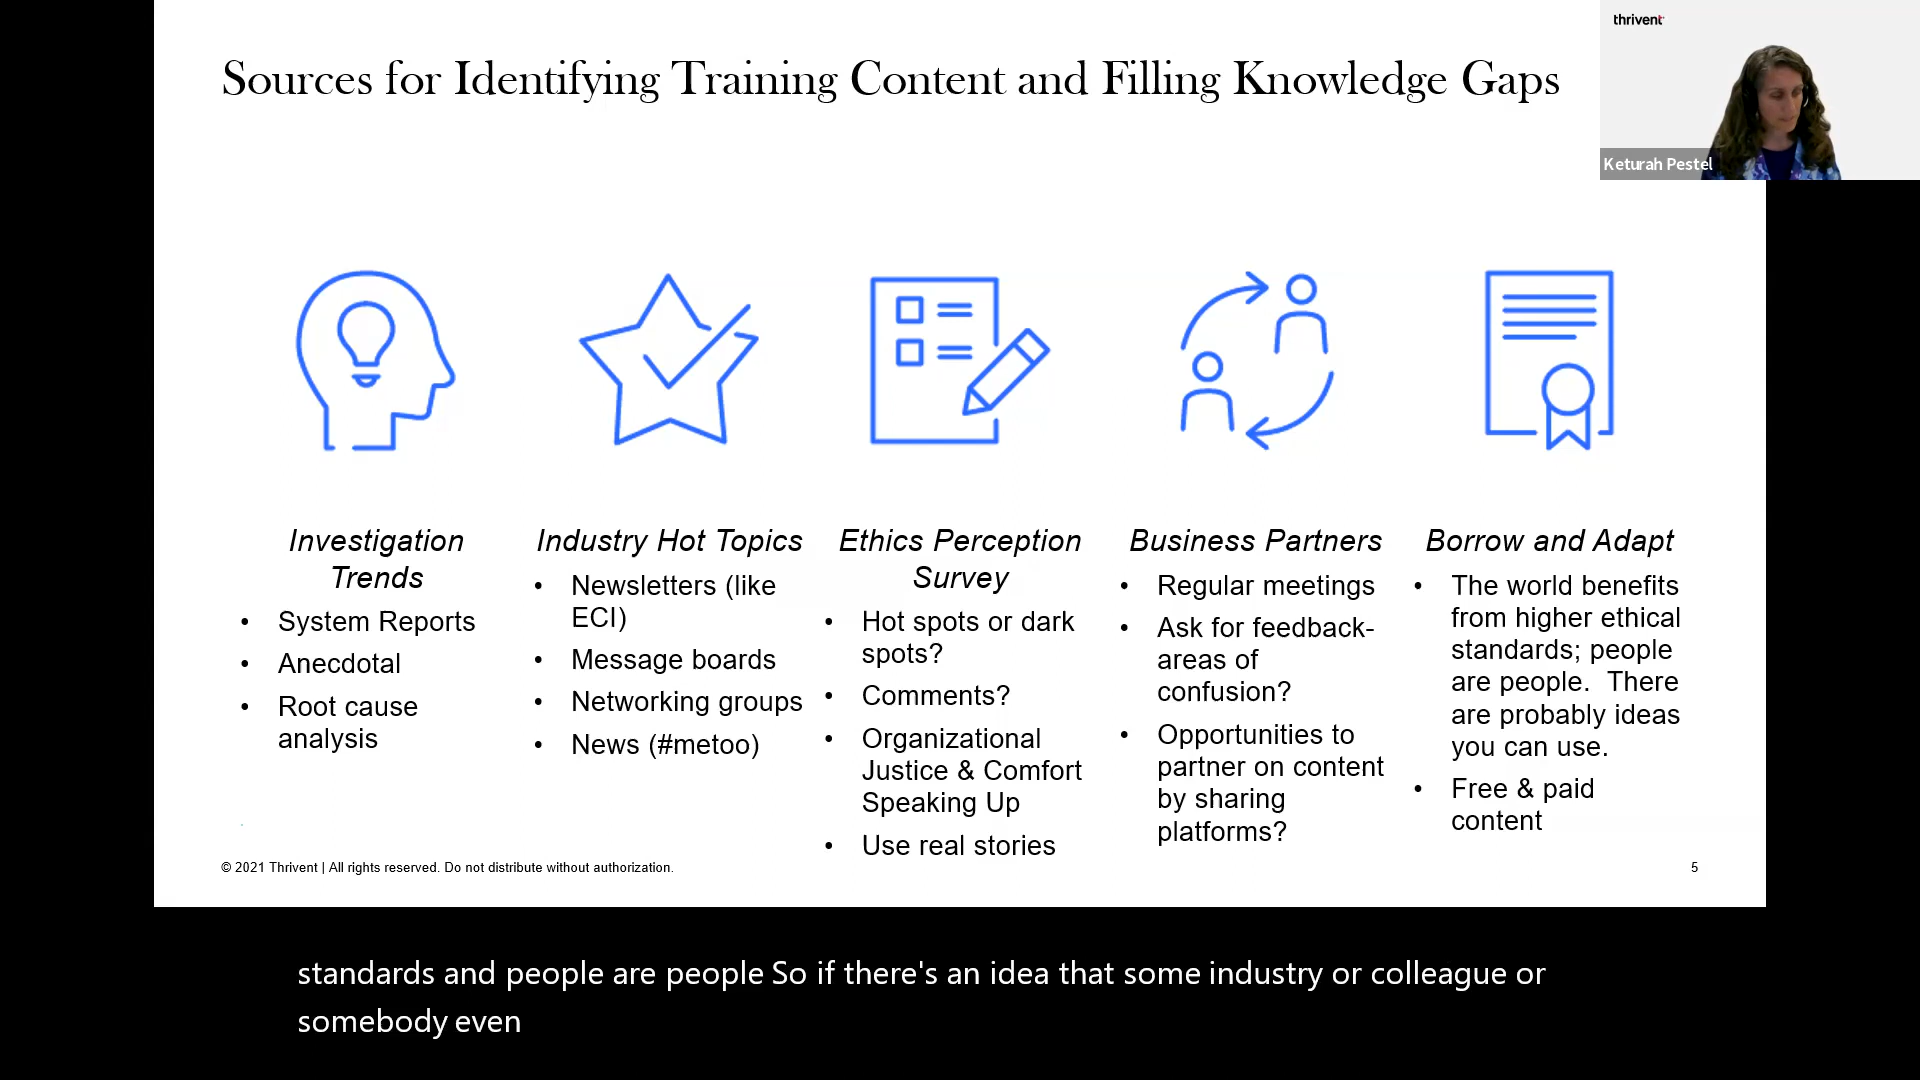 thrivent
Keturah Pestel
Sources for Identifying Training Content and Filling Knowledge Gaps
Investigation
Trends
• System Reports
• Anecdotal
• Root cause
analysis
Industry Hot Topics
• Newsletters (like
ECI)
• Message boards
• Networking groups
• News (#metoo)
Ethics Perception
Survey
• Hot spots or dark
spots?
• Comments?
• Organizational
Justice & Comfort
Speaking Up
• Use real stories
Business Partners
• Regular meetings
• Ask for feedback-
areas of
confusion?
• Opportunities to
partner on content
by sharing
platforms?
Borrow and Adapt
• The world benefits
from higher ethical
standards; people
are people.  There
are probably ideas
you can use.
• Free & paid
content
© 2021 Thrivent | All rights reserved. Do not distribute without authorization.
5
standards and people are people So if there's an idea that some industry or colleague or
somebody even